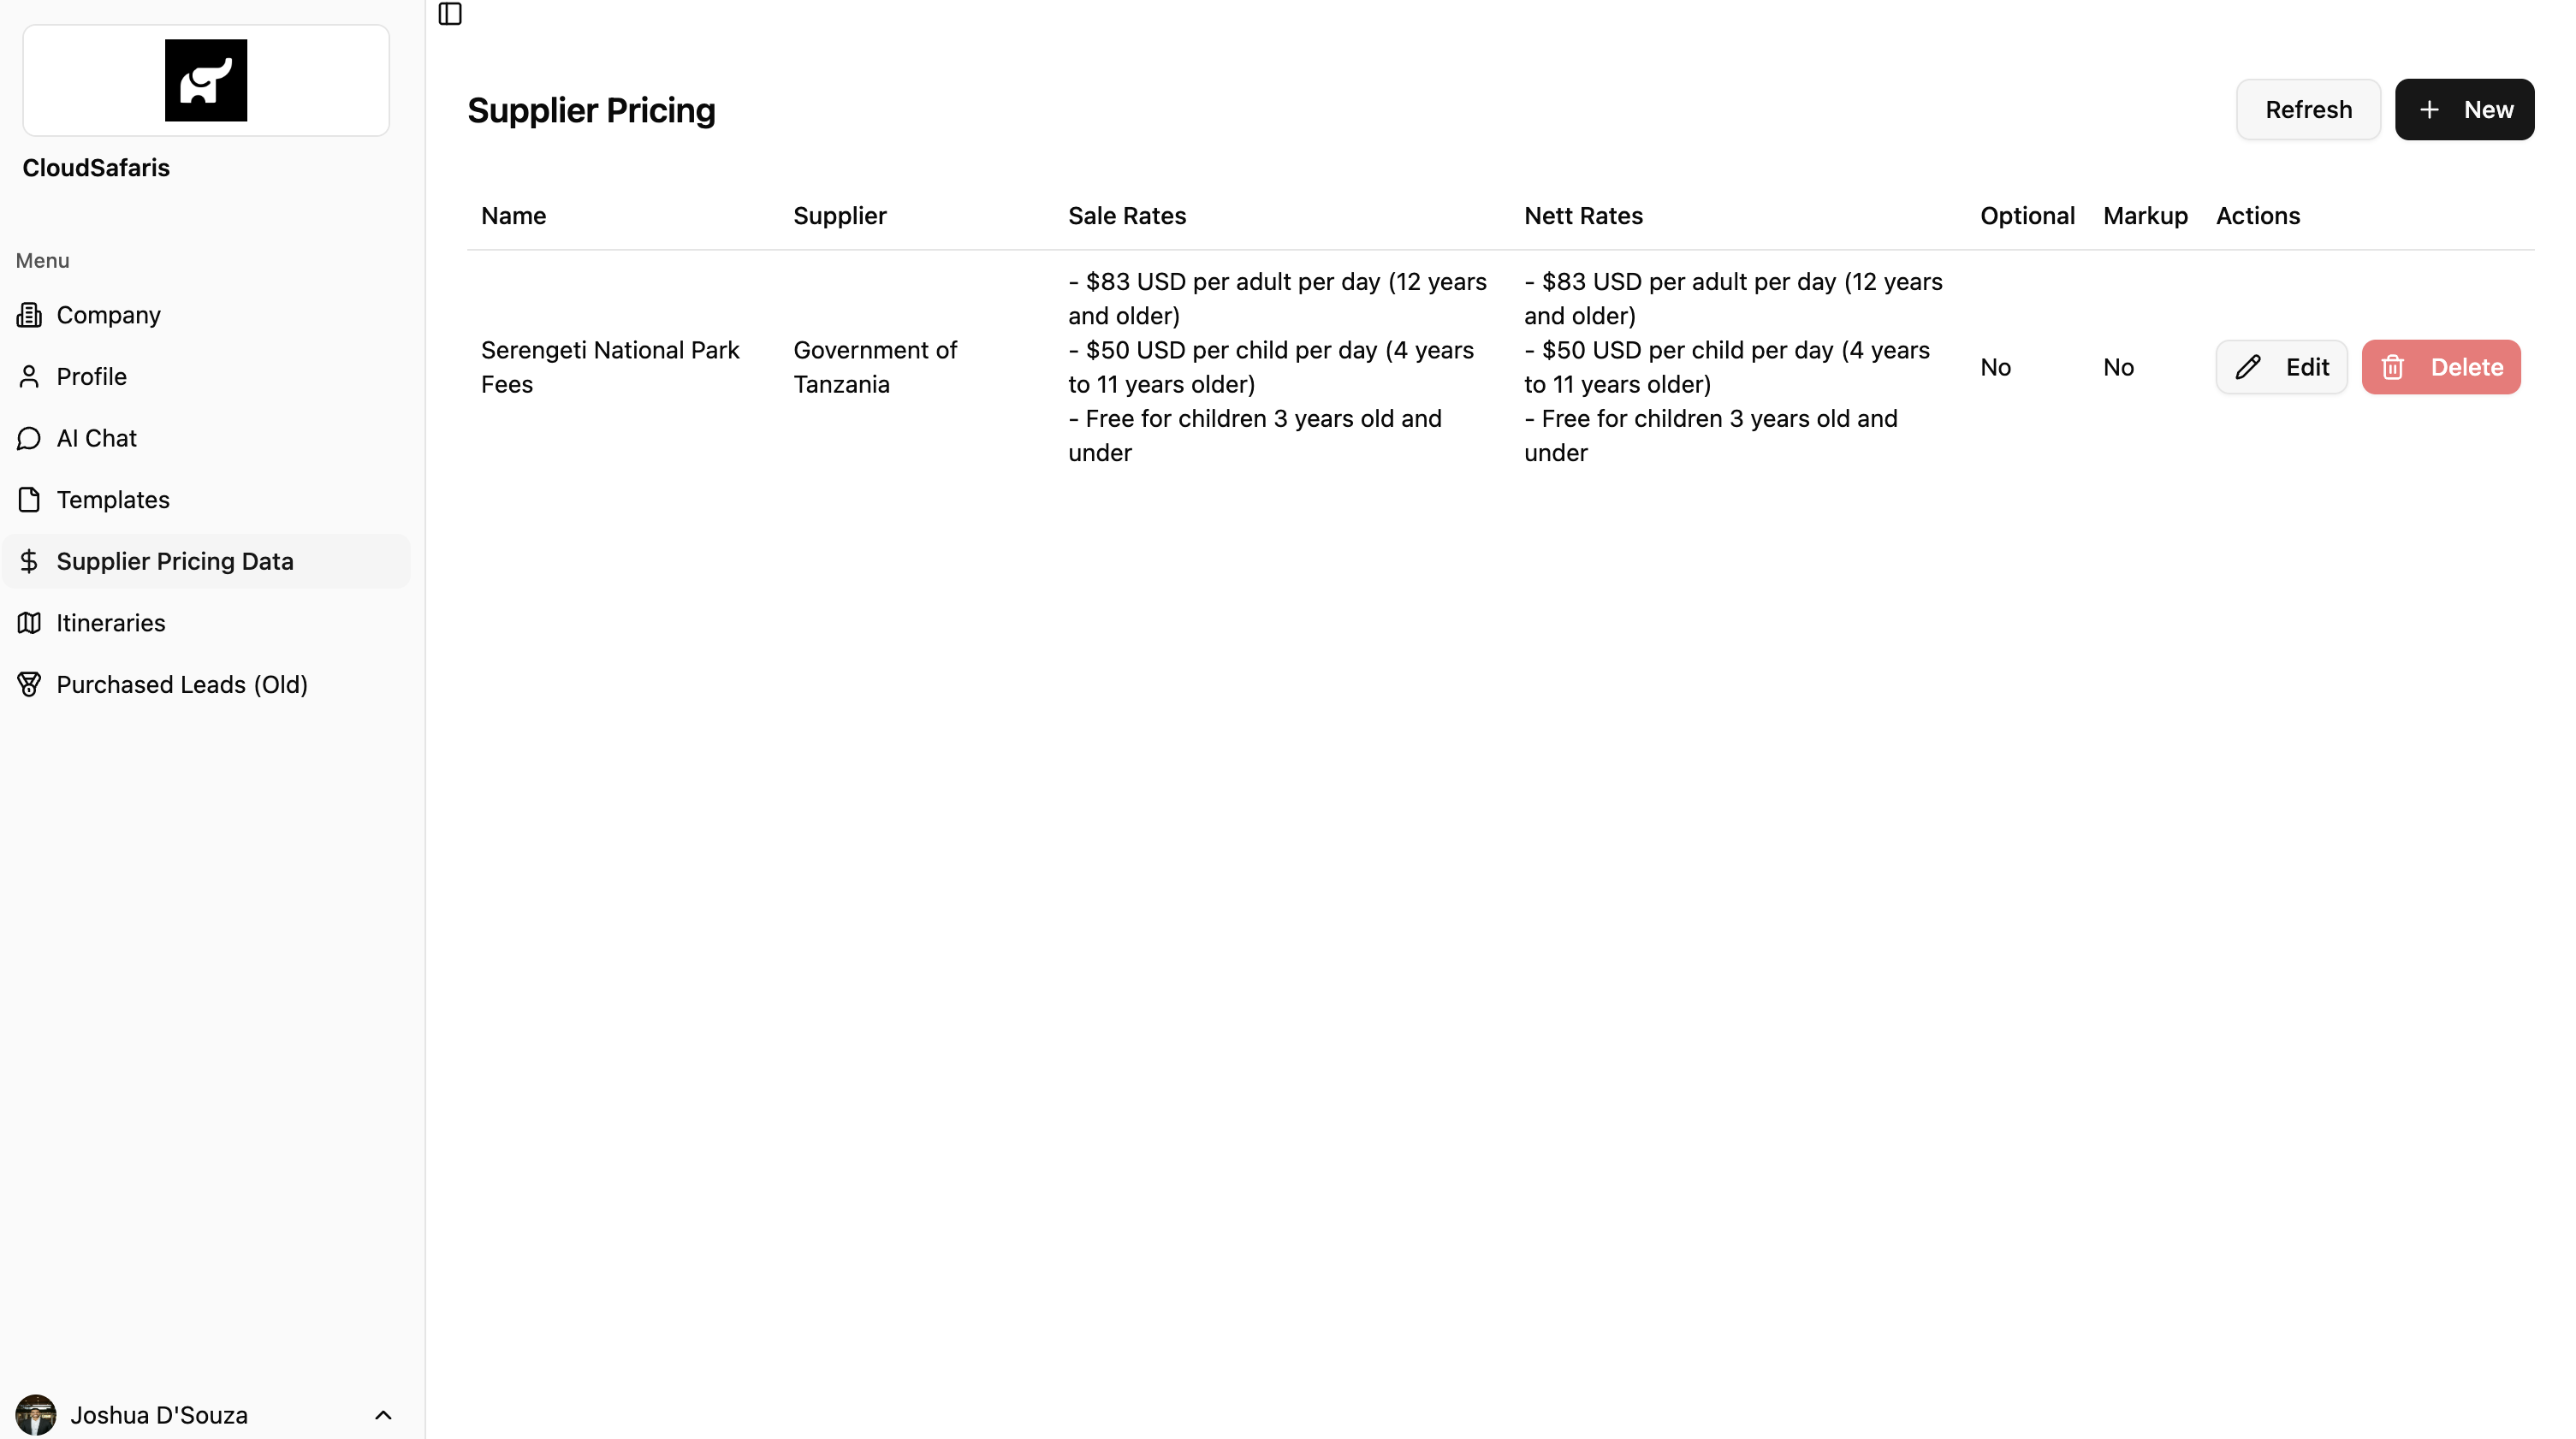 CloudSafaris
Menu
Company
Profile
AI Chat
Templates
Supplier Pricing Data
Itineraries
Purchased Leads (Old)
Joshua D'Souza
Supplier Pricing
Refresh
New
Name
Supplier
Sale Rates
Nett Rates
Optional
Markup
Actions
Serengeti National Park
Fees
Government of
Tanzania
- $83 USD per adult per day (12 years
and older)
- $50 USD per child per day (4 years
to 11 years older)
- Free for children 3 years old and
under
- $83 USD per adult per day (12 years
and older)
- $50 USD per child per day (4 years
to 11 years older)
- Free for children 3 years old and
under
No
No
Edit
Delete